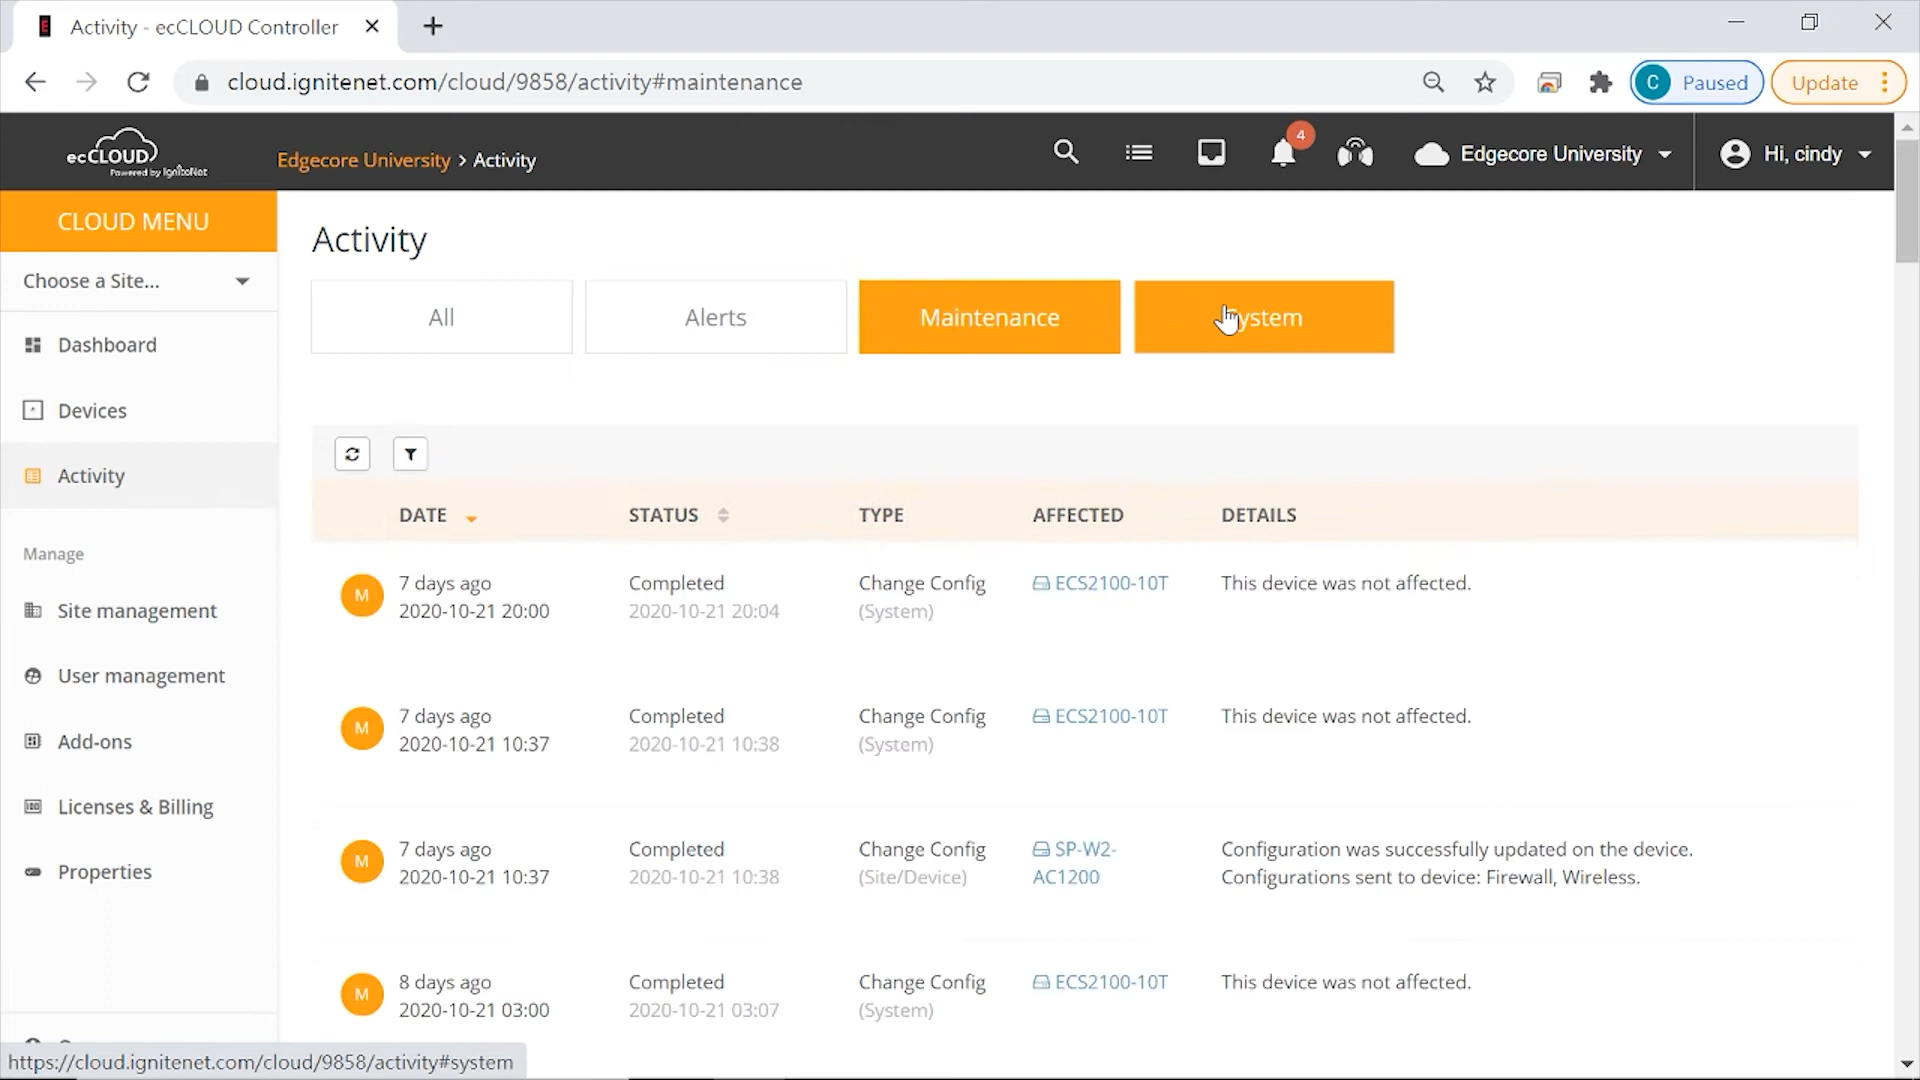 Activity - ecCLOUD Controller
cloud.ignitenet.com/cloud/9858/activity#maintenance
C Paused
Update
ecCLOUD
Powered by IgniteNet
Edgecore University > Activity
4
Edgecore University
Hi, cindy
CLOUD MENU
Choose a Site...
Dashboard
Devices
Activity
Manage
Site management
User management
Add-ons
Licenses & Billing
Properties
Activity
All
Alerts
Maintenance
System
DATE STATUS TYPE AFFECTED DETAILS
M 7 days ago Completed Change Config ECS2100-10T This device was not affected.
2020-10-21 20:00 2020-10-21 20:04 (System)
M 7 days ago Completed Change Config ECS2100-10T This device was not affected.
2020-10-21 10:37 2020-10-21 10:38 (System)
M 7 days ago Completed Change Config SP-W2- Configuration was successfully updated on the device.
2020-10-21 10:37 2020-10-21 10:38 (Site/Device) AC1200 Configurations sent to device: Firewall, Wireless.
M 8 days ago Completed Change Config ECS2100-10T This device was not affected.
2020-10-21 03:00 2020-10-21 03:07 (System)
https://cloud.ignitenet.com/cloud/9858/activity#system